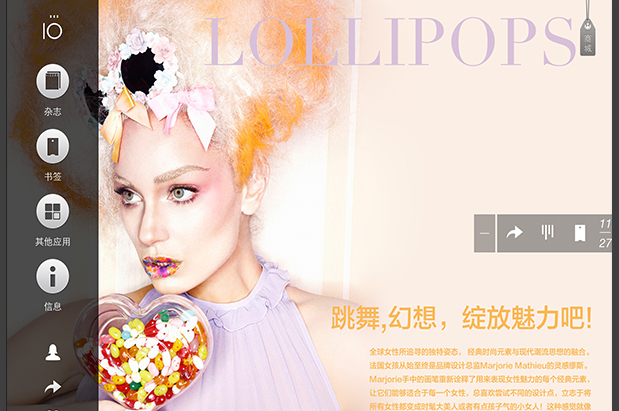 iÖ
LOLLIPOPS
商城
杂志
书签
其他应用
11
27
信息
跳舞,幻想，绽放魅力吧!
全球女性所追寻的独特姿态，经典时尚元素与现代潮流思想的融合。
法国女孩从始至终是品牌设计总监Marjorie Mathieu的灵感缪斯。
Marjorie手中的画笔重新诠释了用来表现女性魅力的每个经典元素，
让它们能够适合于每一个女性，总喜欢尝试不同的设计点，立志于将
所有女性都变成时髦大美人或者有点孩子气的小女人！这种感觉就像